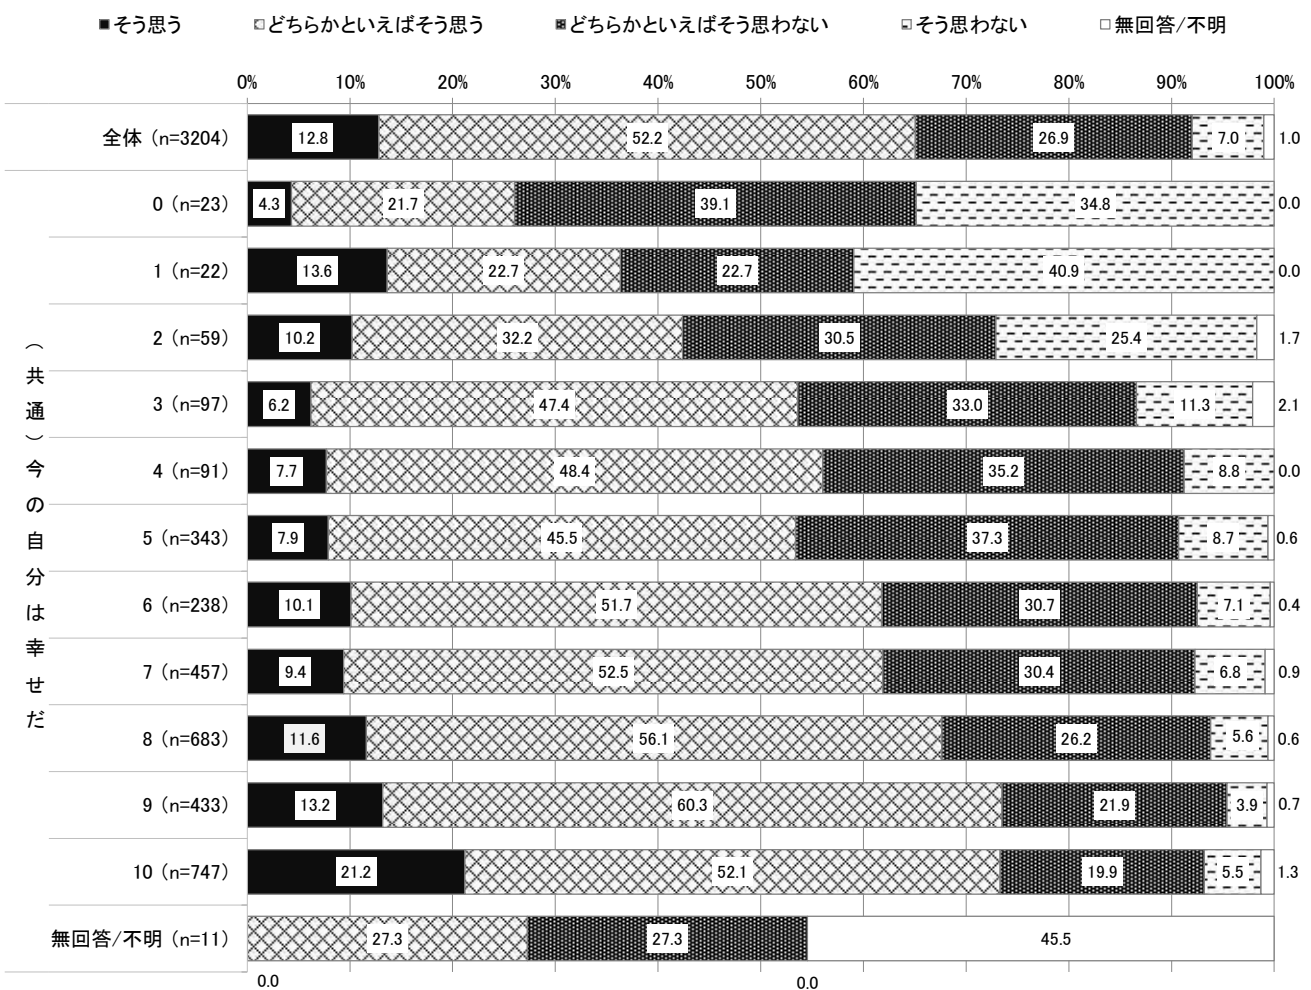 ■そう思う □どちらかといえばそう思う ■どちらかといえばそう思わない □そう思わない □無回答/不明
0% 10% 20% 30% 40% 50% 60% 70% 80% 90% 100%
全体（n=3204） 12.8 52.2 26.9 7.0 1.0
0（n=23） 4.3 21.7 39.1 34.8 0.0
1（n=22） 13.6 22.7 22.7 40.9 0.0
2（n=59） 10.2 32.2 30.5 25.4 1.7
3（n=97） 6.2 47.4 33.0 11.3 2.1
4（n=91） 7.7 48.4 35.2 8.8 0.0
5（n=343） 7.9 45.5 37.3 8.7 0.6
6（n=238） 10.1 51.7 30.7 7.1 0.4
7（n=457） 9.4 52.5 30.4 6.8 0.9
8（n=683） 11.6 56.1 26.2 5.6 0.6
9（n=433） 13.2 60.3 21.9 3.9 0.7
10（n=747） 21.2 52.1 19.9 5.5 1.3
無回答/不明（n=11） 27.3 27.3 45.5
0.0 0.0
（共通）今の自分は幸せだ